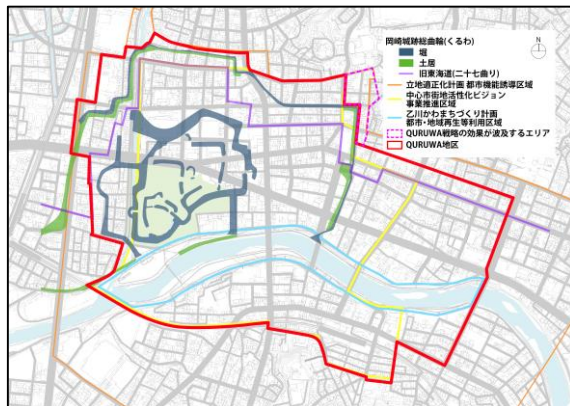 岡崎城跡総曲輪(くるわ)
N
堀
土居
旧東海道(二十七曲り)
立地適正化計画 都市機能誘導区域
中心市街地活性化ビジョン
事業推進区域
乙川かわまちづくり計画
都市・地域再生等利用区域
QURUWA戦略の効果が波及するエリア
QURUWA地区